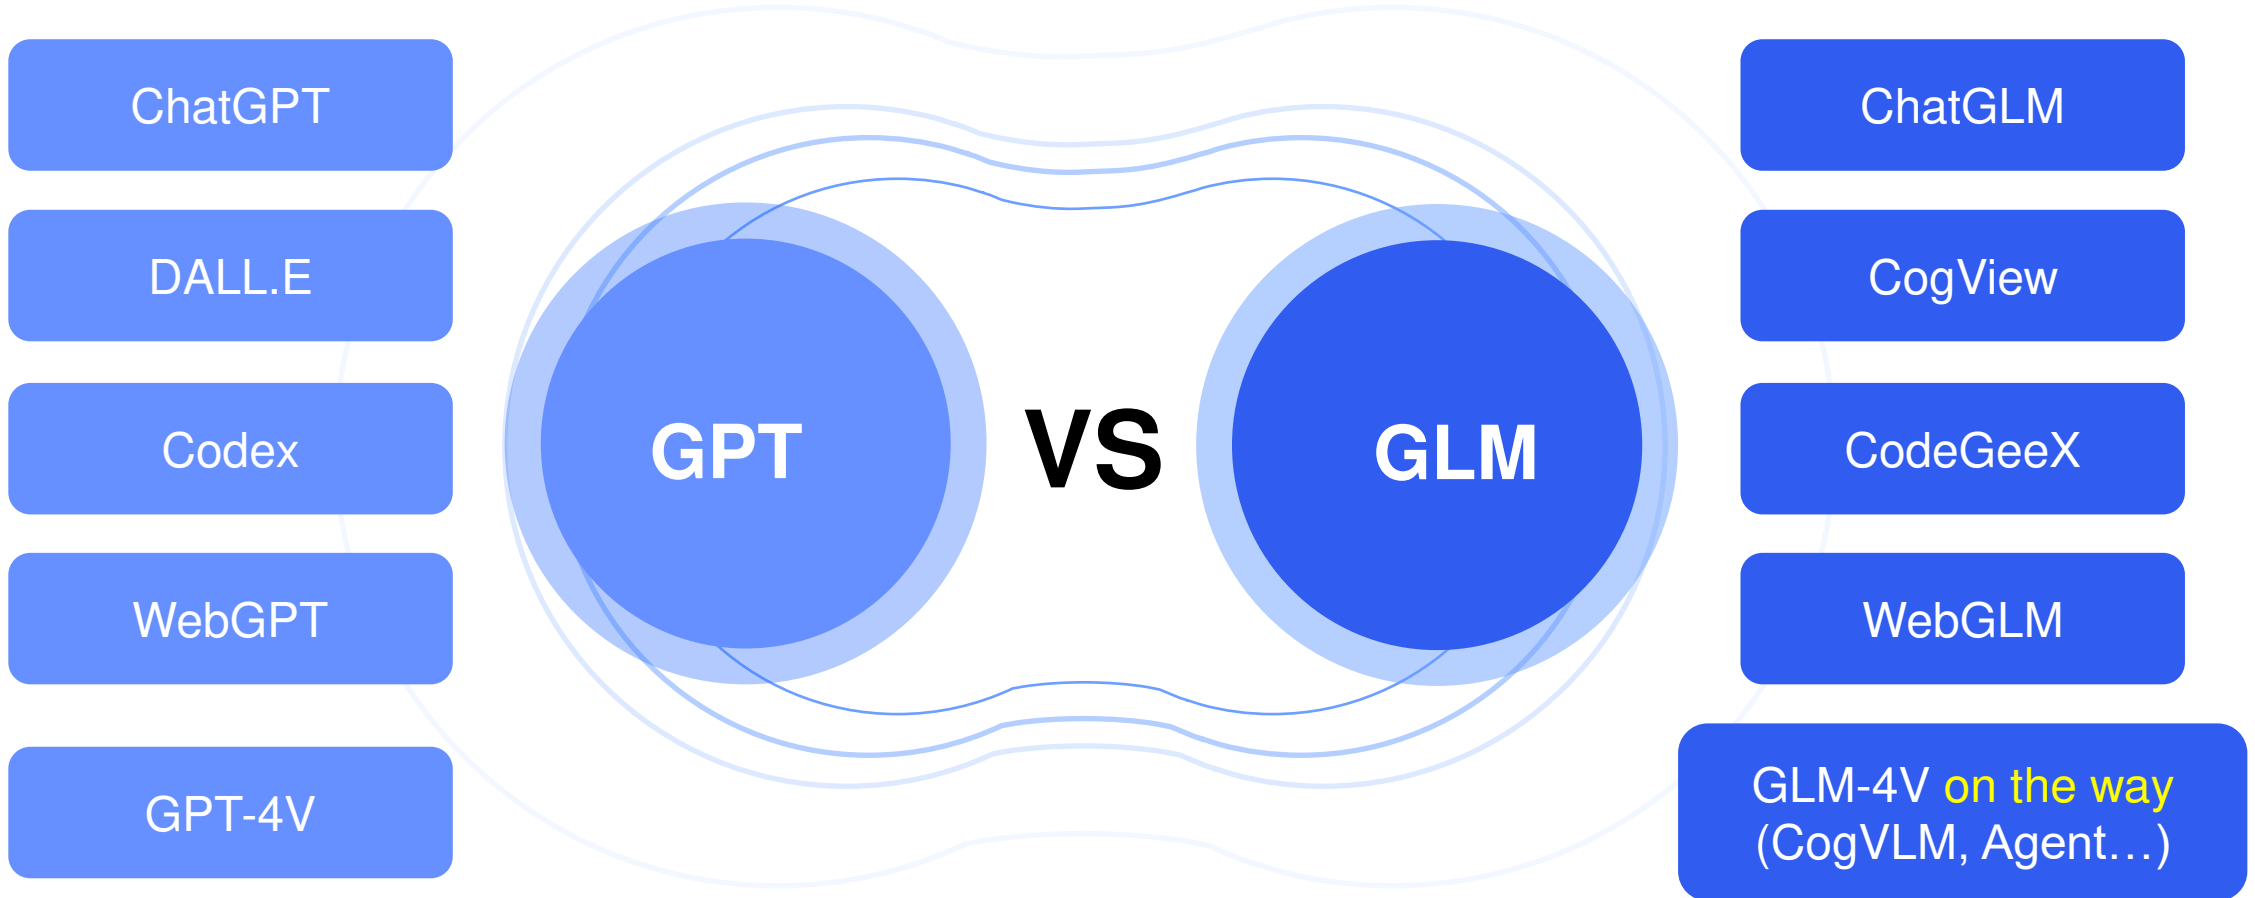 ChatGPT
DALL.E
Codex
WebGPT
GPT-4V
GPT
VS
GLM
ChatGLM
CogView
CodeGeeX
WebGLM
GLM-4V on the way
(CogVLM, Agent…)